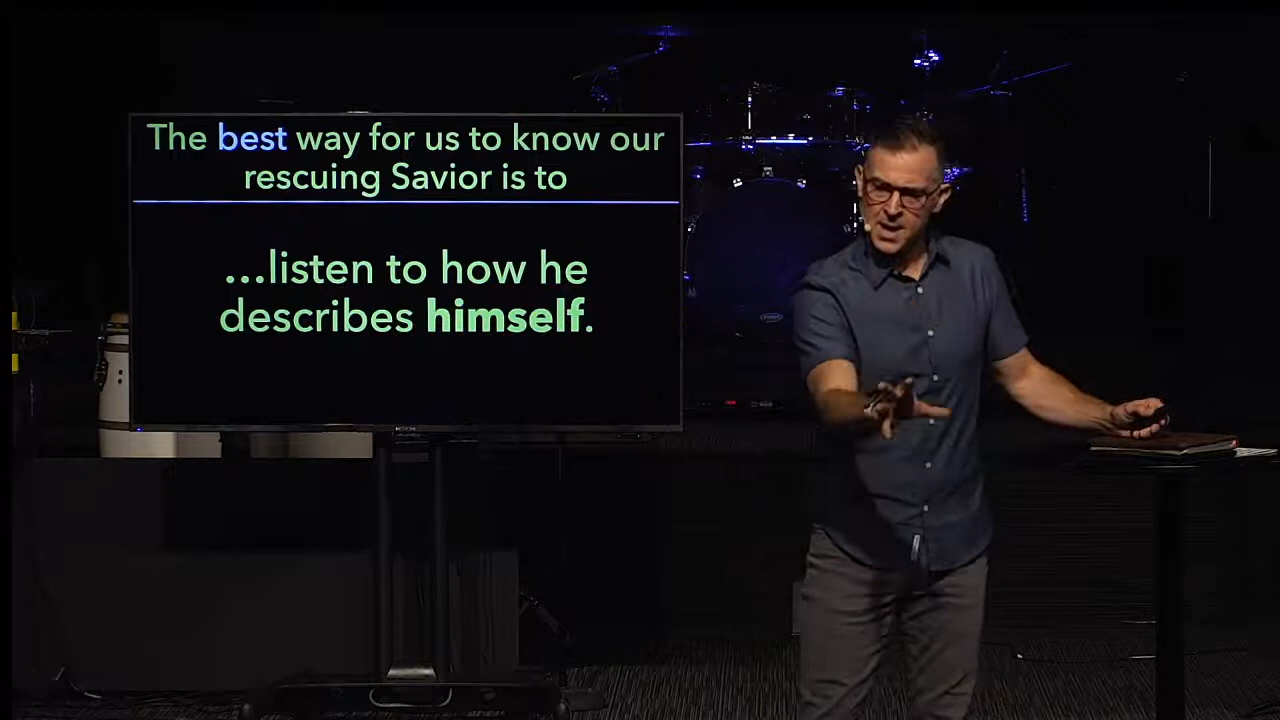 The best way for us to know our
rescuing Savior is to
...listen to how he
describes himself.